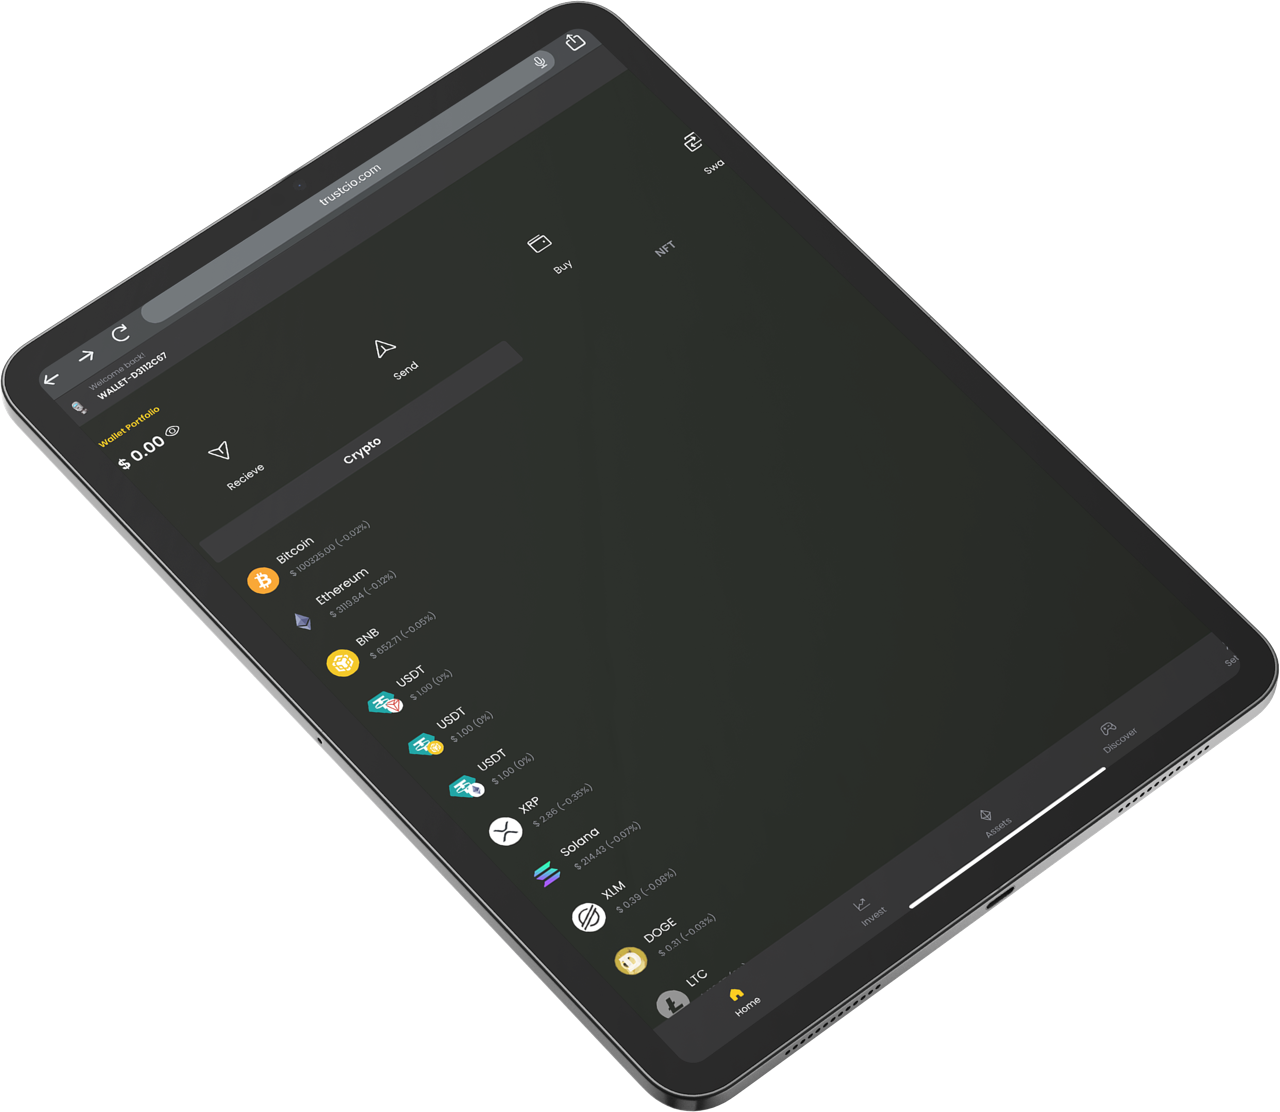 trustcio.com
Welcome back!
WALLET-D3112C67
Wallet Portfolio
$ 0.00
Recieve
Send
Buy
Swa
Crypto
NFT
Bitcoin
$ 100325.00 (-0.02%)
Ethereum
$ 3119.84 (-0.12%)
BNB
$ 652.71 (-0.05%)
USDT
$ 1.00 (0%)
USDT
$ 1.00 (0%)
USDT
$ 1.00 (0%)
XRP
$ 2.86 (-0.35%)
Solana
$ 214.43 (-0.07%)
XLM
$ 0.39 (-0.08%)
DOGE
$ 0.31 (-0.03%)
LTC
Home
Invest
Assets
Discover
Set